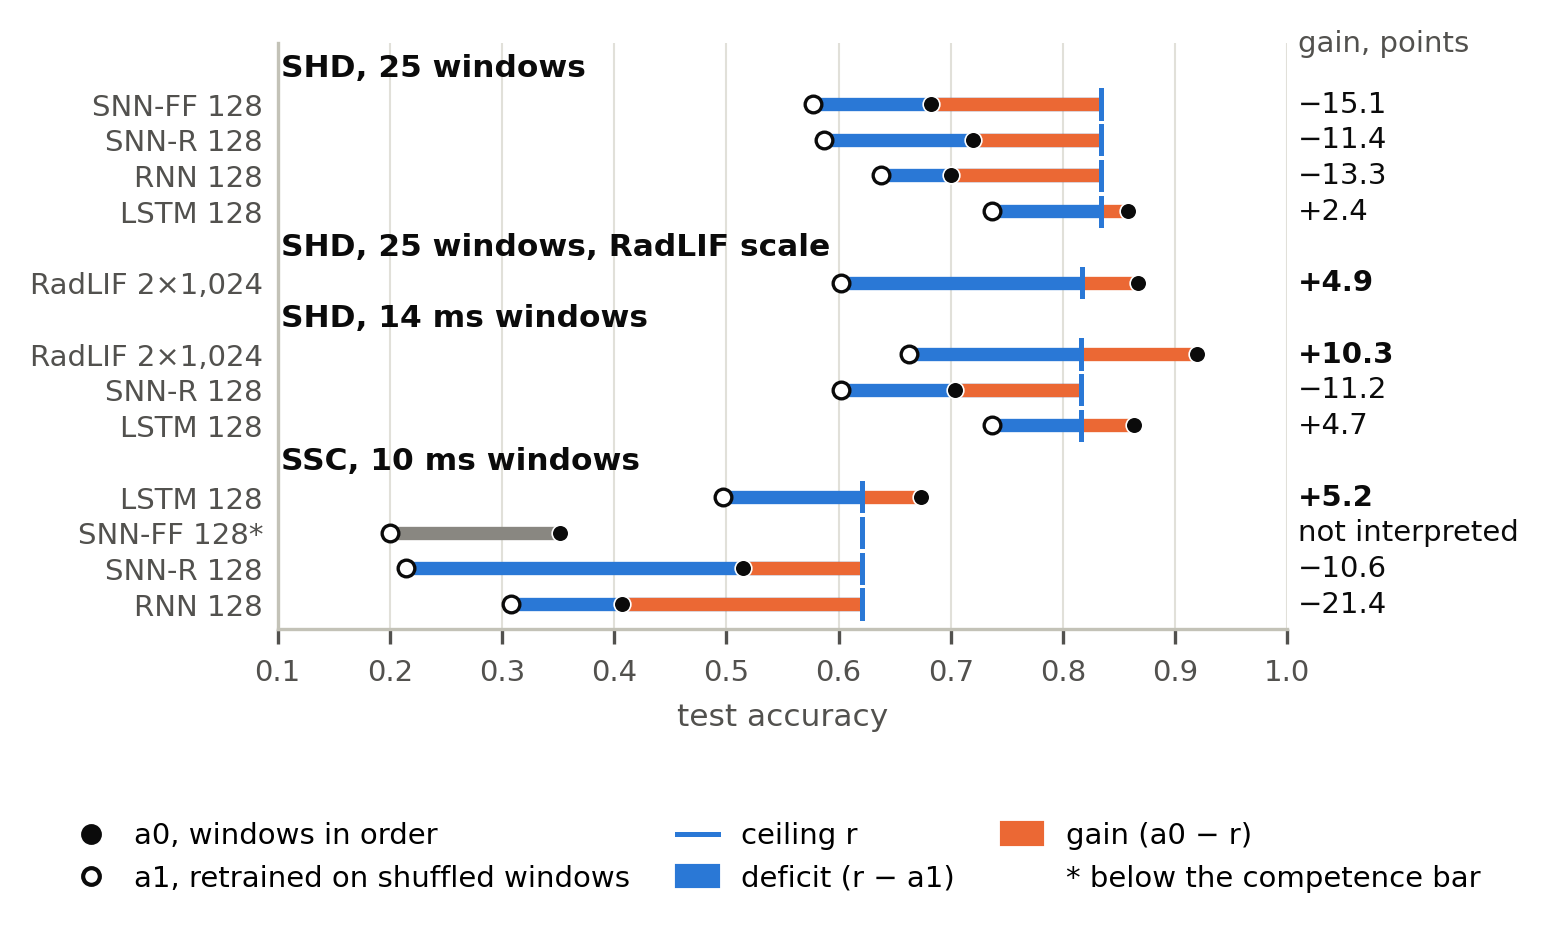 gain, points
SHD, 25 windows
SNN-FF 128 −15.1
SNN-R 128 −11.4
RNN 128 −13.3
LSTM 128 +2.4
SHD, 25 windows, RadLIF scale
RadLIF 2×1,024 +4.9
SHD, 14 ms windows
RadLIF 2×1,024 +10.3
SNN-R 128 −11.2
LSTM 128 +4.7
SSC, 10 ms windows
LSTM 128 +5.2
SNN-FF 128* not interpreted
SNN-R 128 −10.6
RNN 128 −21.4
0.1 0.2 0.3 0.4 0.5 0.6 0.7 0.8 0.9 1.0
test accuracy
a0, windows in order
a1, retrained on shuffled windows
ceiling r
deficit (r − a1)
gain (a0 − r)
* below the competence bar